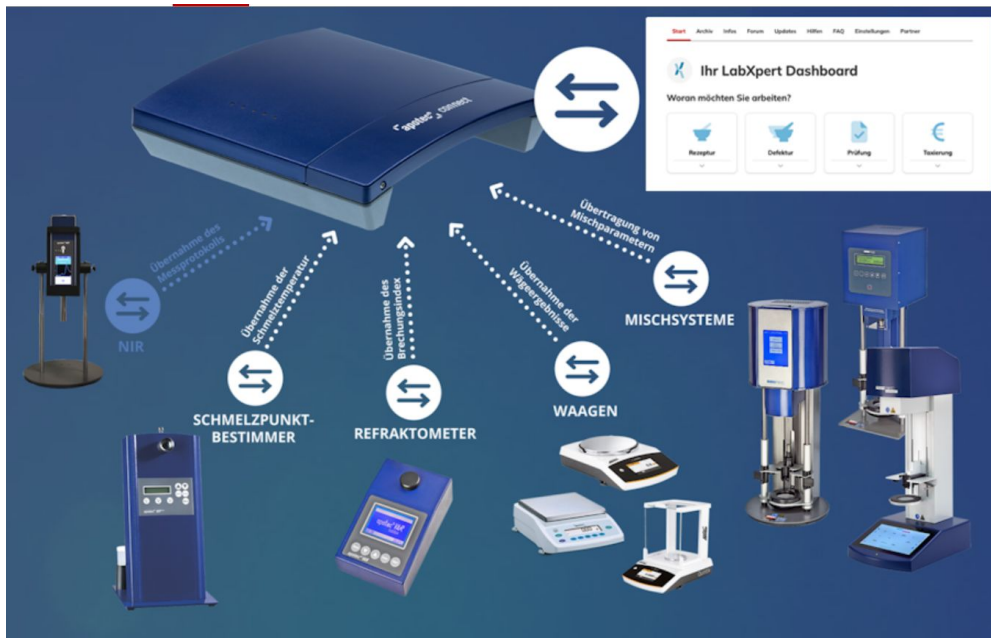 Start Archiv Infos Forum Updates Hilfen FAQ Einstellungen Partner
Ihr LabXpert Dashboard
Woran möchten Sie arbeiten?
Rezeptur Defektur Prüfung Taxierung
apotec connect
Übernahme des
Messprotokolls
NIR
Übernahme der
Schmelztemperatur
SCHMELZPUNKT-
BESTIMMER
Übernahme des
Brechungsindex
REFRAKTOMETER
Übernahme der
Wägeergebnisse
WAAGEN
Übertragung von
Mischparametern
MISCHSYSTEME